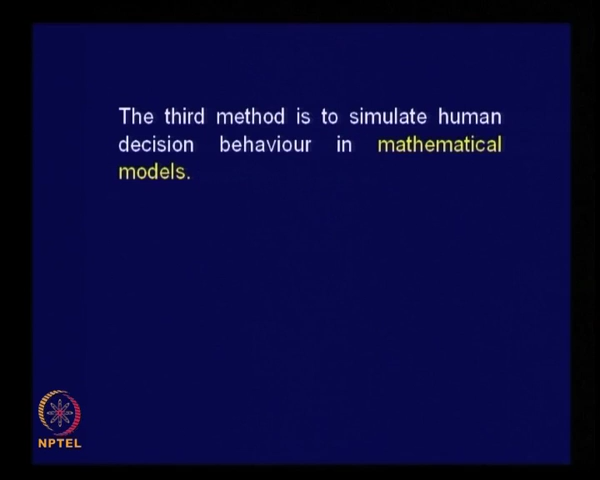 The third method is to simulate human
decision behaviour in mathematical
models.
NPTEL